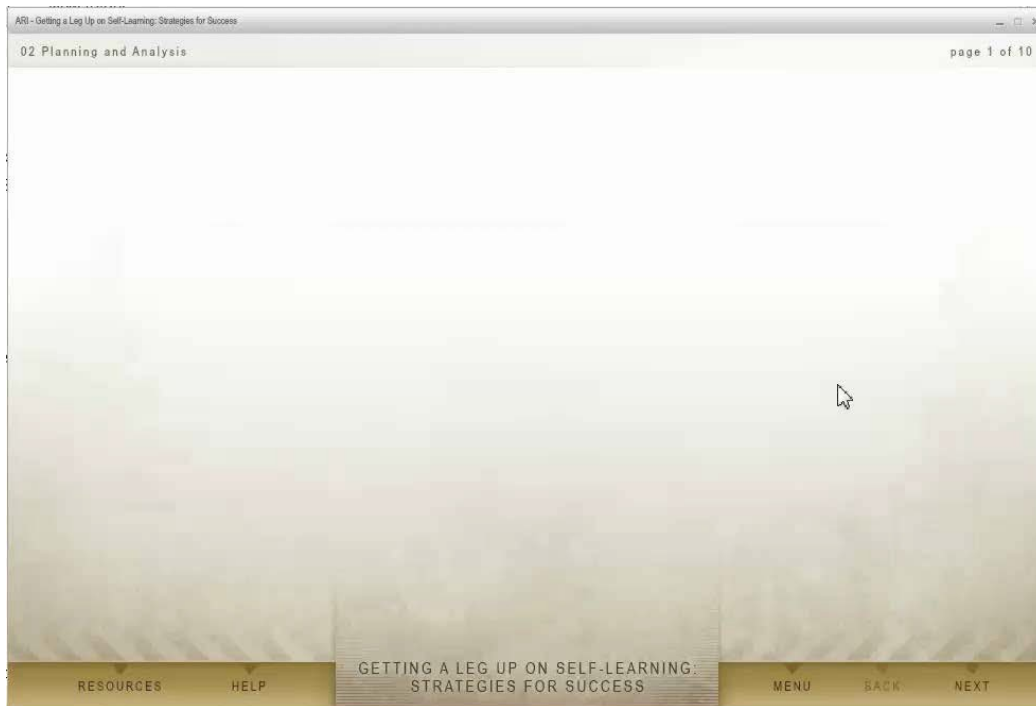 ARI - Getting a Leg Up on Self-Learning: Strategies for Success
02 Planning and Analysis
page 1 of 10
GETTING A LEG UP ON SELF-LEARNING:
STRATEGIES FOR SUCCESS
RESOURCES
HELP
MENU
BACK
NEXT